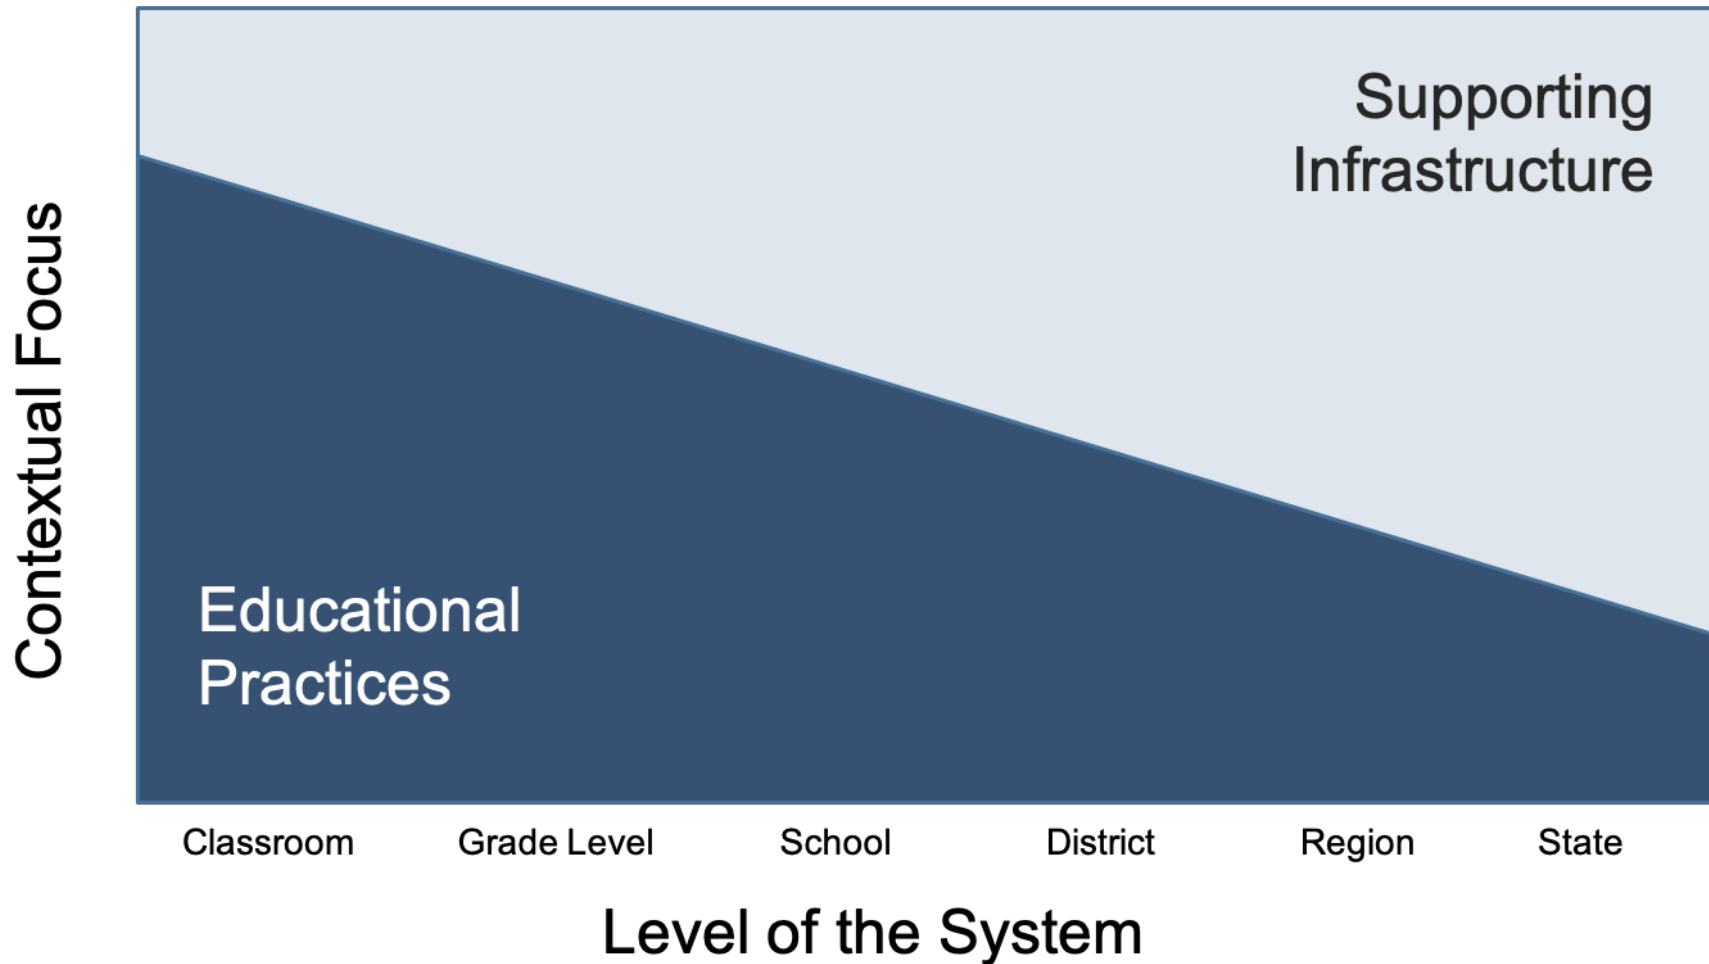 Supporting
Infrastructure
Contextual Focus
Educational
Practices
Classroom Grade Level School District Region State
Level of the System